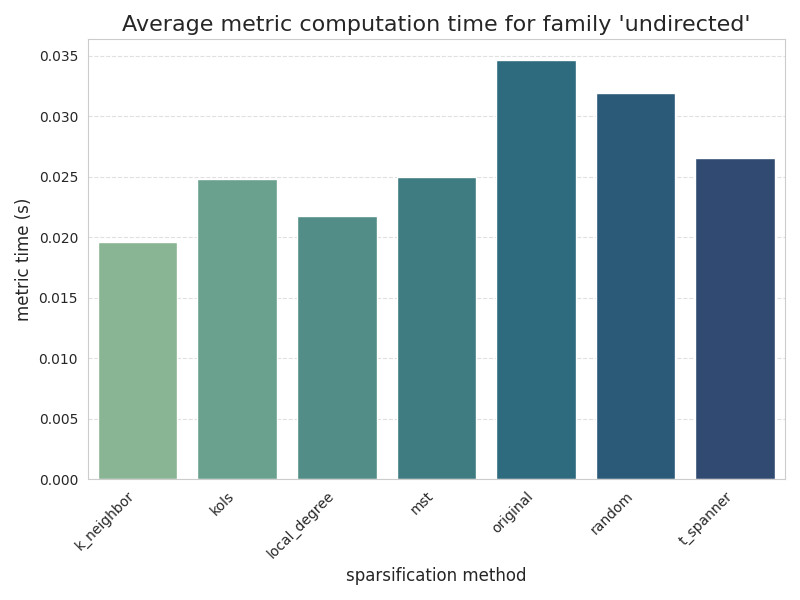 Average metric computation time for family 'undirected'
metric time (s)
0.035
0.030
0.025
0.020
0.015
0.010
0.005
0.000
k_neighbor
kols
local_degree
mst
original
random
t_spanner
sparsification method